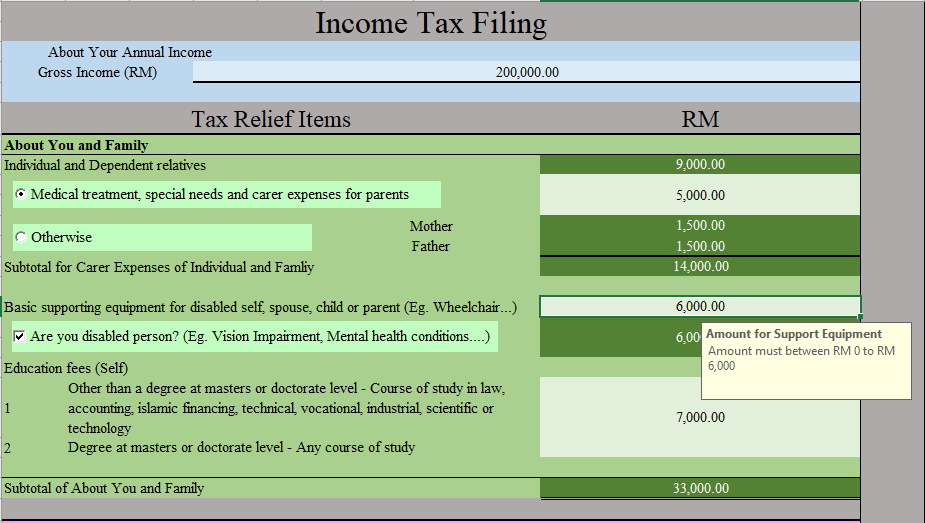 Income Tax Filing
About Your Annual Income
Gross Income (RM) 200,000.00
Tax Relief Items RM
About You and Family
Individual and Dependent relatives 9,000.00
Medical treatment, special needs and carer expenses for parents 5,000.00
Mother 1,500.00
Otherwise
Father 1,500.00
Subtotal for Carer Expenses of Individual and Famliy 14,000.00
Basic supporting equipment for disabled self, spouse, child or parent (Eg. Wheelchair...) 6,000.00
Are you disabled person? (Eg. Vision Impairment, Mental health conditions....) 6,00
Amount for Support Equipment
Amount must between RM 0 to RM
6,000
Education fees (Self)
Other than a degree at masters or doctorate level - Course of study in law,
1 accounting, islamic financing, technical, vocational, industrial, scientific or
technology
7,000.00
2 Degree at masters or doctorate level - Any course of study
Subtotal of About You and Family 33,000.00